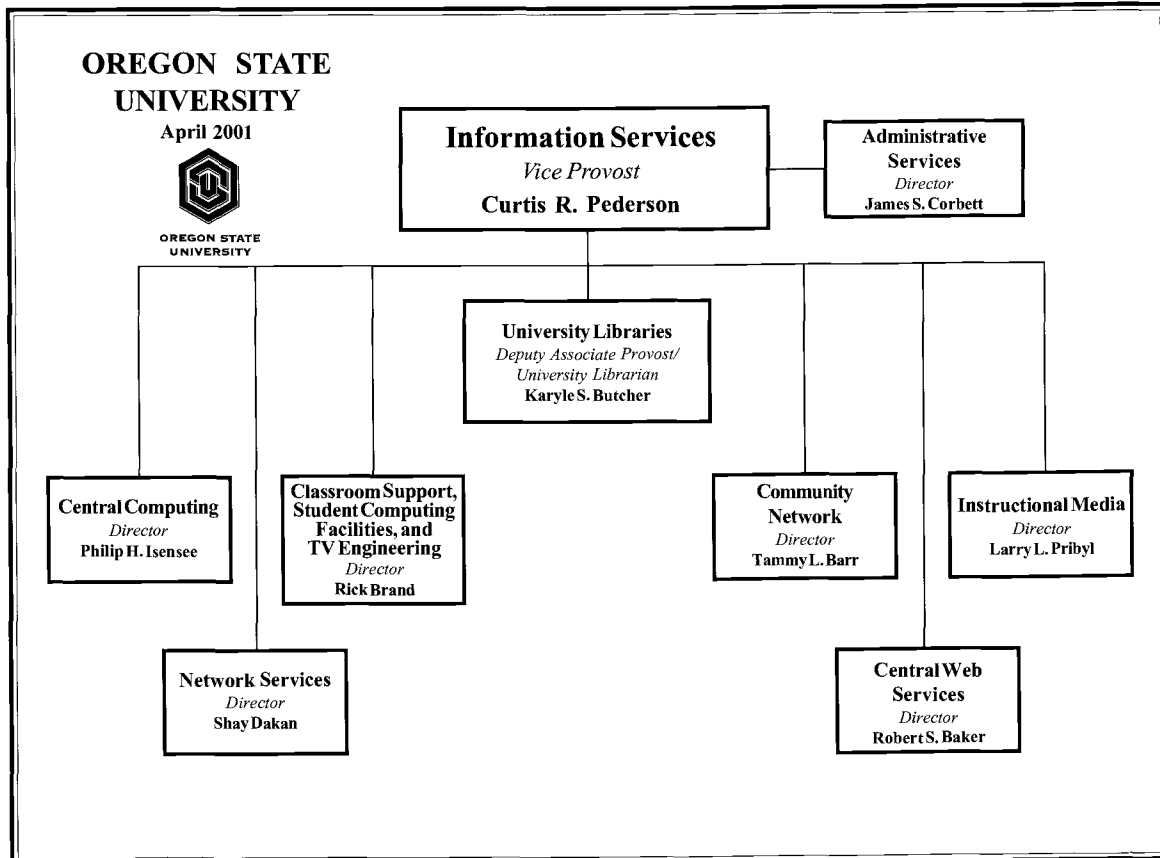 OREGON STATE
UNIVERSITY
April 2001
OSU
OREGON STATE
UNIVERSITY
Information Services
Vice Provost
Curtis R. Pederson
Administrative
Services
Director
James S. Corbett
University Libraries
Deputy Associate Provost/
University Librarian
Karyle S. Butcher
Central Computing
Director
Philip H. Isensee
Classroom Support,
Student Computing
Facilities, and
TV Engineering
Director
Rick Brand
Community
Network
Director
Tammy L. Barr
Instructional Media
Director
Larry L. Pribyl
Network Services
Director
Shay Dakan
Central Web
Services
Director
Robert S. Baker